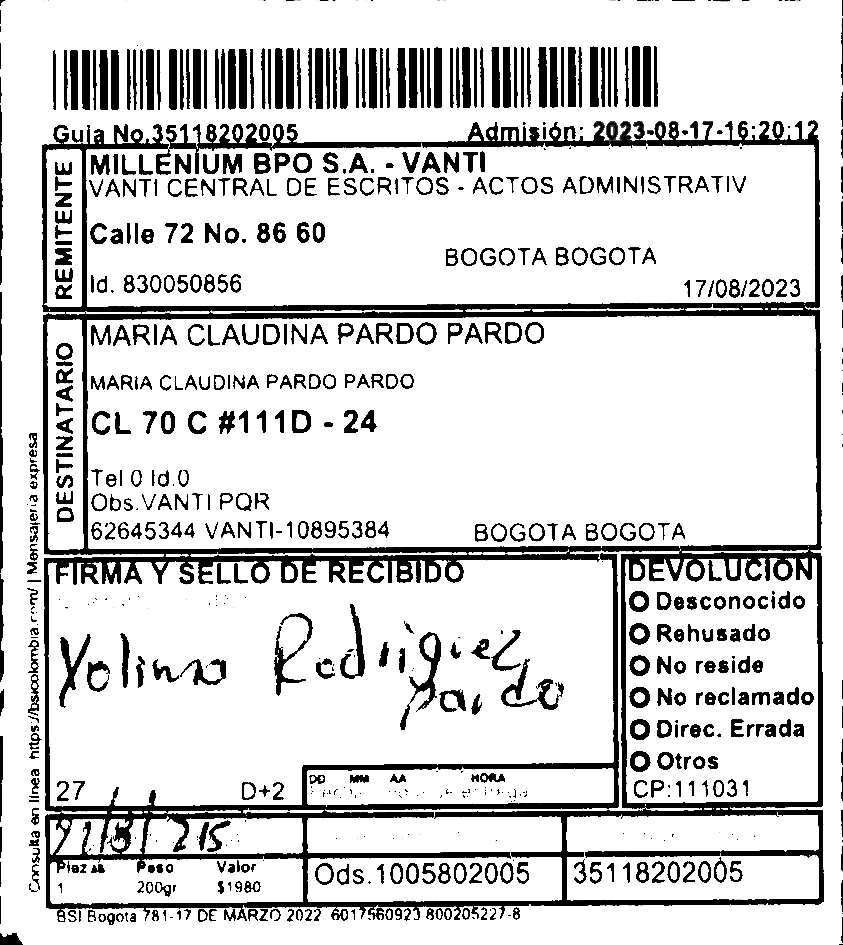 Guia No.35118202005 Admisión: 2023-08-17-16:20:12
REMITENTE
MILLENIUM BPO S.A. - VANTI
VANTI CENTRAL DE ESCRITOS - ACTOS ADMINISTRATIV
Calle 72 No. 86 60
BOGOTA BOGOTA
Id. 830050856
17/08/2023
DESTINATARIO
MARIA CLAUDINA PARDO PARDO
MARIA CLAUDINA PARDO PARDO
CL 70 C #111D - 24
Tel 0 Id.0
Obs.VANTI PQR
62645344 VANTI-10895384 BOGOTA BOGOTA
Consulta en linea https://bsicolombia.com/ | Mensajeria expresa
FIRMA Y SELLO DE RECIBIDO
Rodriguez
Pardo
27 D+2
DD MM AA HORA
DEVOLUCION
Desconocido
Rehusado
No reside
No reclamado
Direc. Errada
Otros
CP:111031
Piezas Peso Valor
1 200gr $1980
Ods.1005802005
35118202005
BSI Bogota 781-17 DE MARZO 2022 6017560923 800205227-8